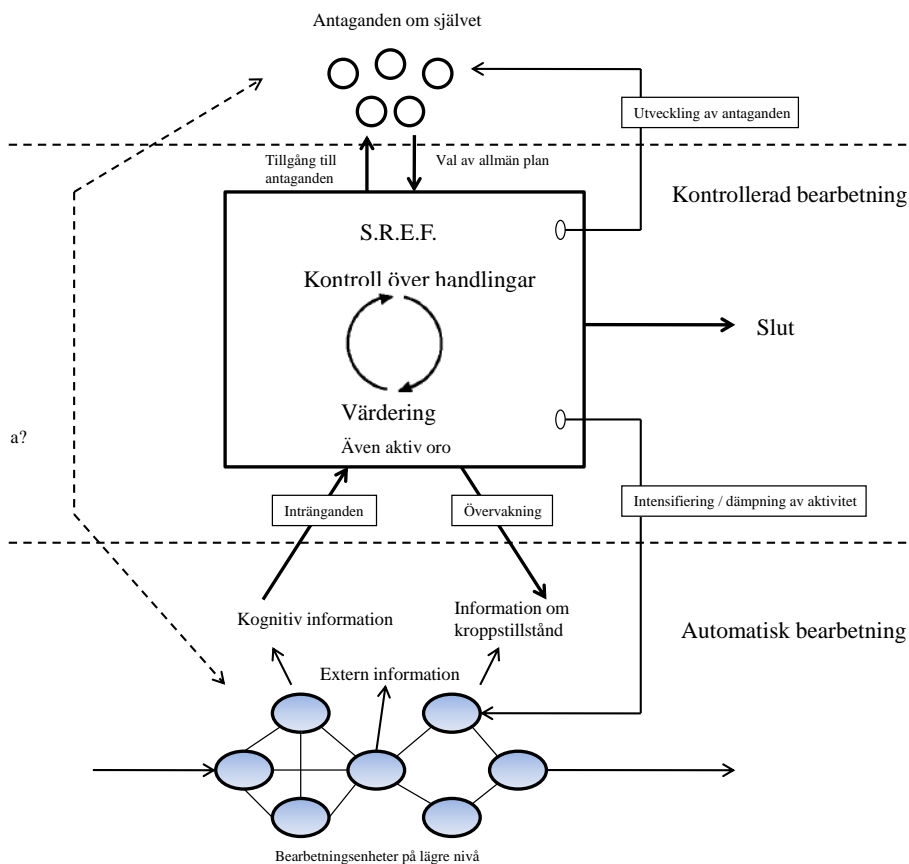 Antaganden om självet
Utveckling av antaganden
Tillgång till
antaganden
Val av allmän plan
Kontrollerad bearbetning
S.R.E.F.
Kontroll över handlingar
Slut
Värdering
Även aktiv oro
a?
Intränganden
Övervakning
Intensifiering / dämpning av aktivitet
Kognitiv information
Information om
kroppstillstånd
Automatisk bearbetning
Extern information
Bearbetningsenheter på lägre nivå